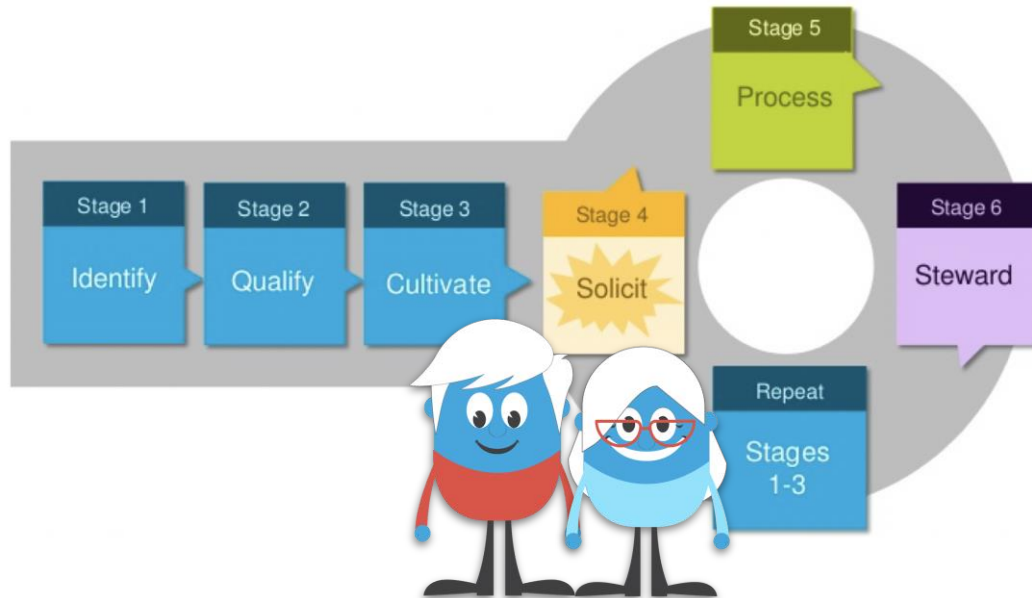 Stage 1
Identify
Stage 2
Qualify
Stage 3
Cultivate
Stage 4
Solicit
Stage 5
Process
Stage 6
Steward
Repeat
Stages
1-3